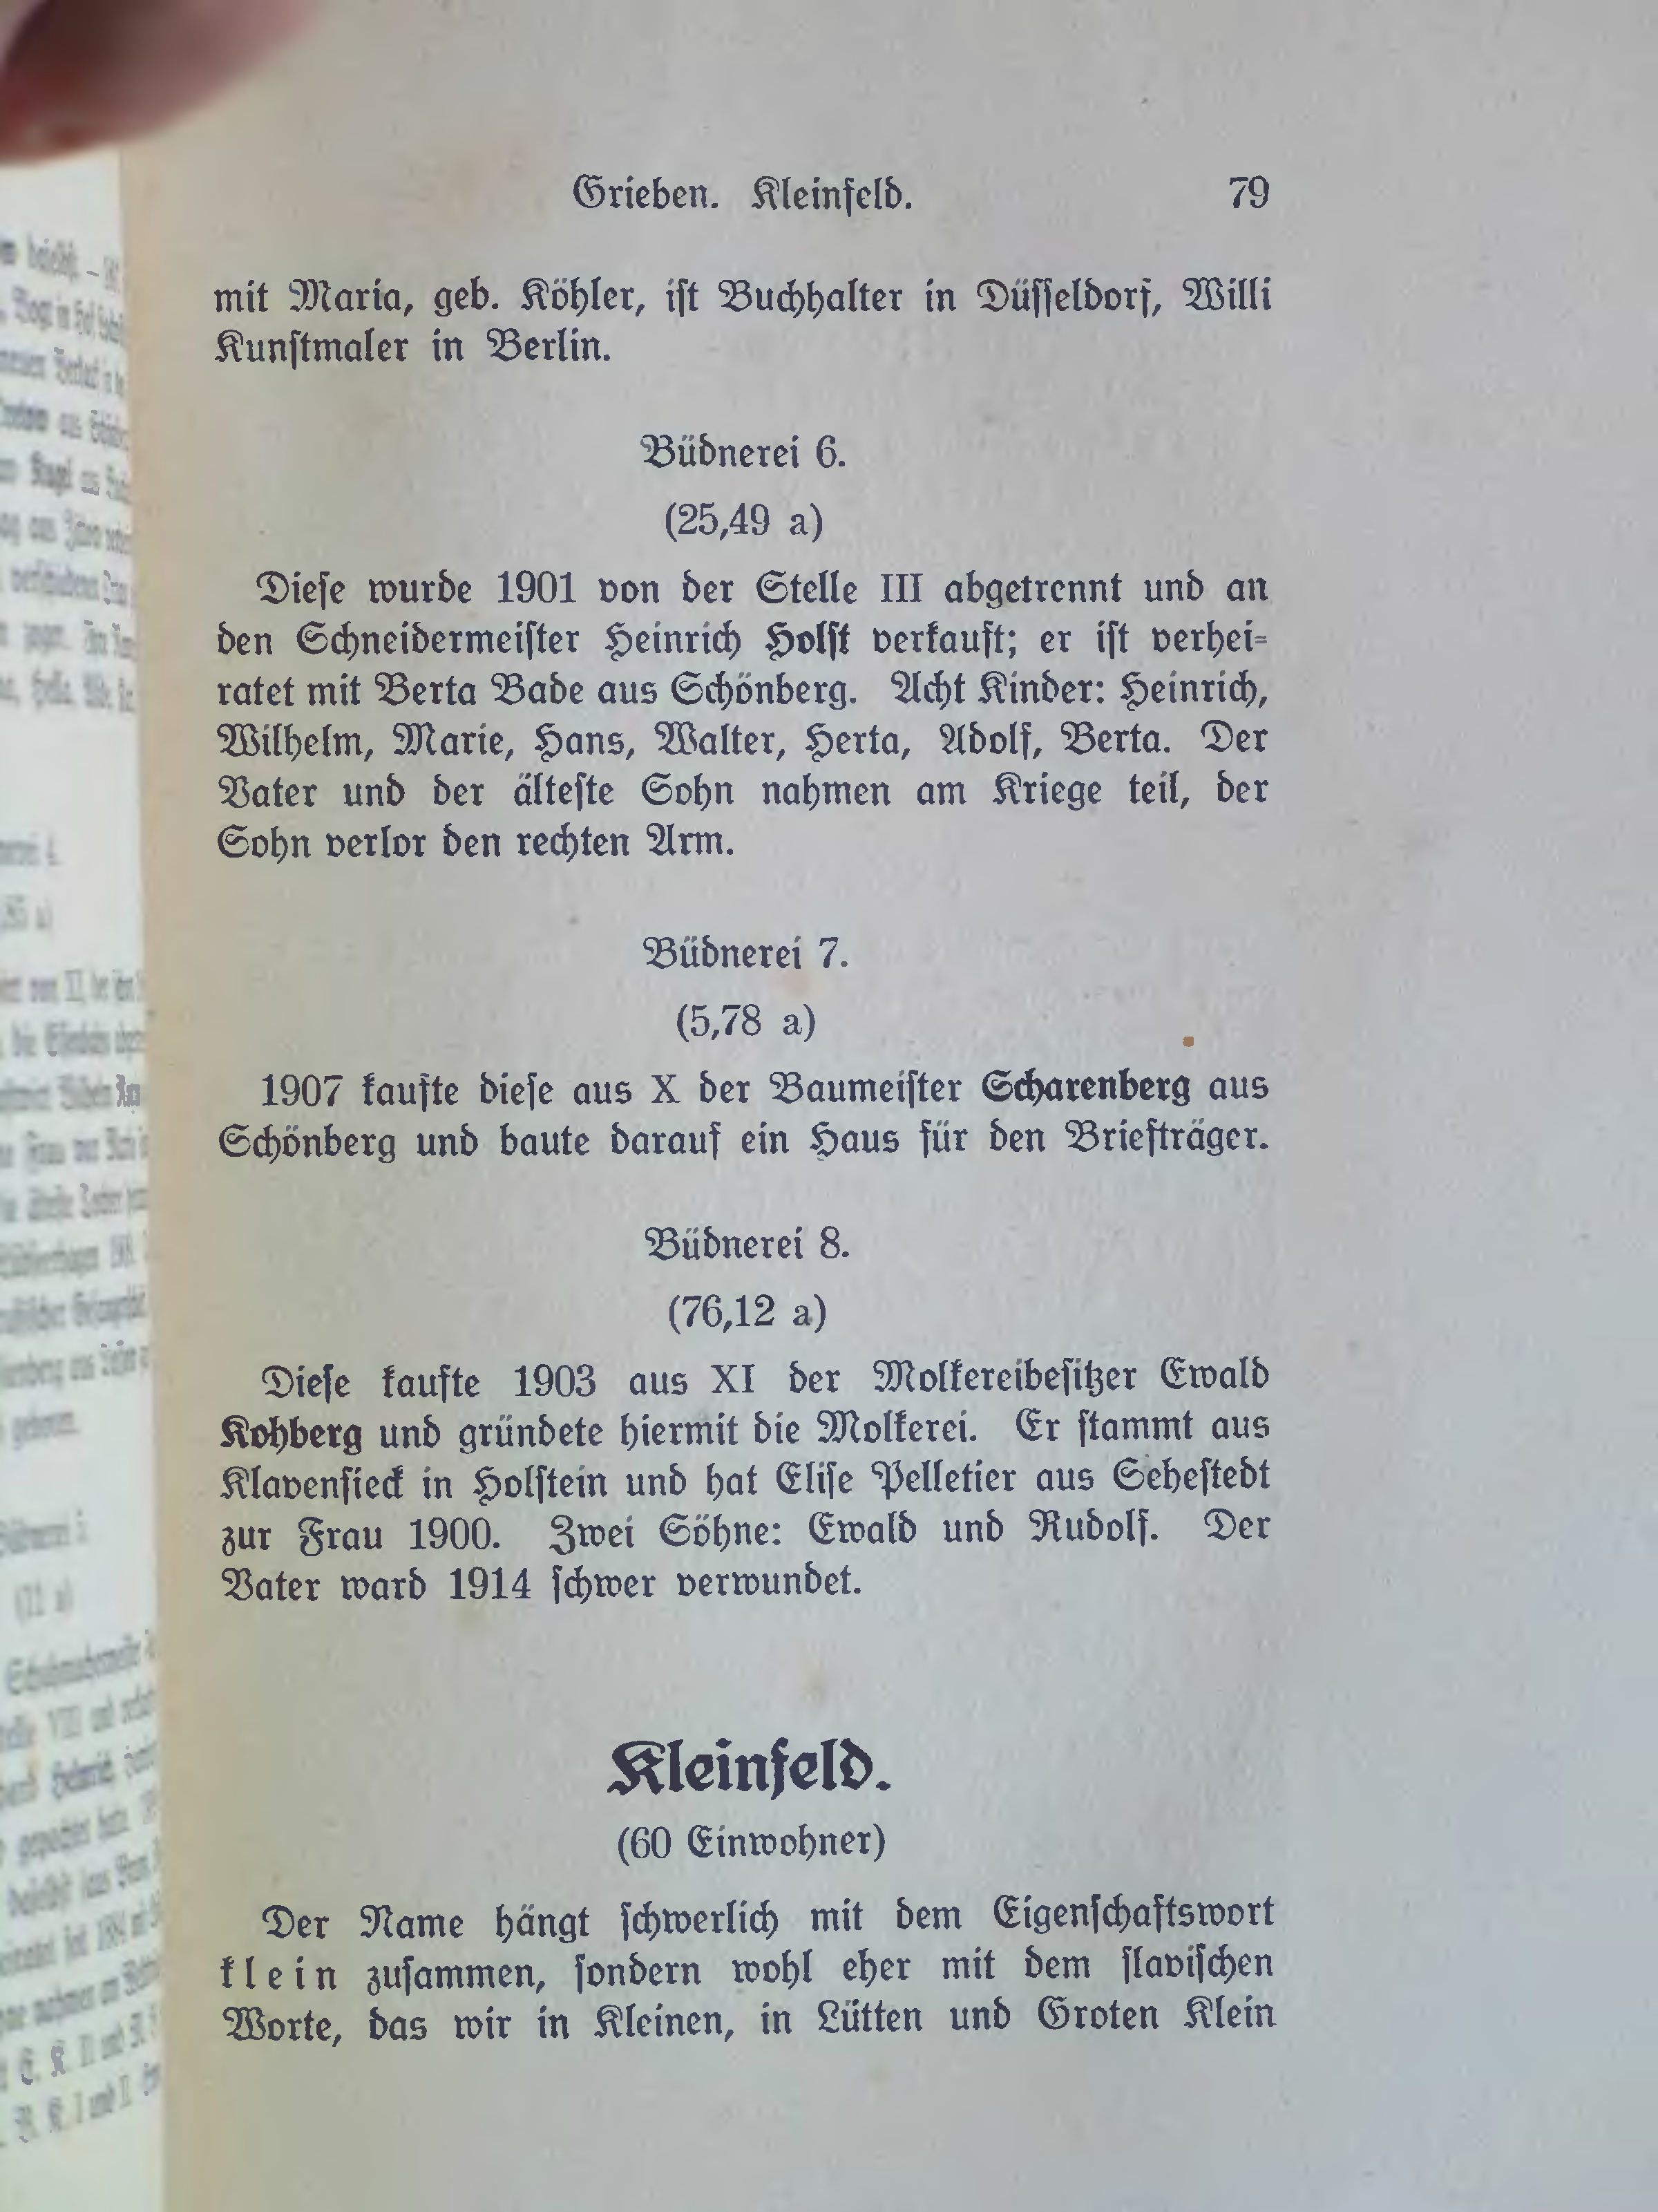 Grieben. Kleinfeld. 79
mit Maria, geb. Köhler, iſt Buchhalter in Düſſeldorf, Willi
Kunſtmaler in Berlin.
Büdnerei 6.
(25,49 a)
Dieſe wurde 1901 von der Stelle III abgetrennt und an
den Schneidermeiſter Heinrich Holſt verkauft; er iſt verhei-
ratet mit Berta Bade aus Schönberg. Acht Kinder: Heinrich,
Wilhelm, Marie, Hans, Walter, Herta, Adolf, Berta. Der
Vater und der älteſte Sohn nahmen am Kriege teil, der
Sohn verlor den rechten Arm.
Büdnerei 7.
(5,78 a)
1907 kaufte dieſe aus X der Baumeiſter Scharenberg aus
Schönberg und baute darauf ein Haus für den Briefträger.
Büdnerei 8.
(76,12 a)
Dieſe kaufte 1903 aus XI der Molkereibeſitzer Ewald
Kohberg und gründete hiermit die Molkerei. Er ſtammt aus
Klavenſieck in Holſtein und hat Eliſe Pelletier aus Seheſtedt
zur Frau 1900. Zwei Söhne: Ewald und Rudolf. Der
Vater ward 1914 ſchwer verwundet.
Kleinfeld.
(60 Einwohner)
Der Name hängt ſchwerlich mit dem Eigenſchaftswort
klein zuſammen, ſondern wohl eher mit dem ſlaviſchen
Worte, das wir in Kleinen, in Lütten und Groten Klein